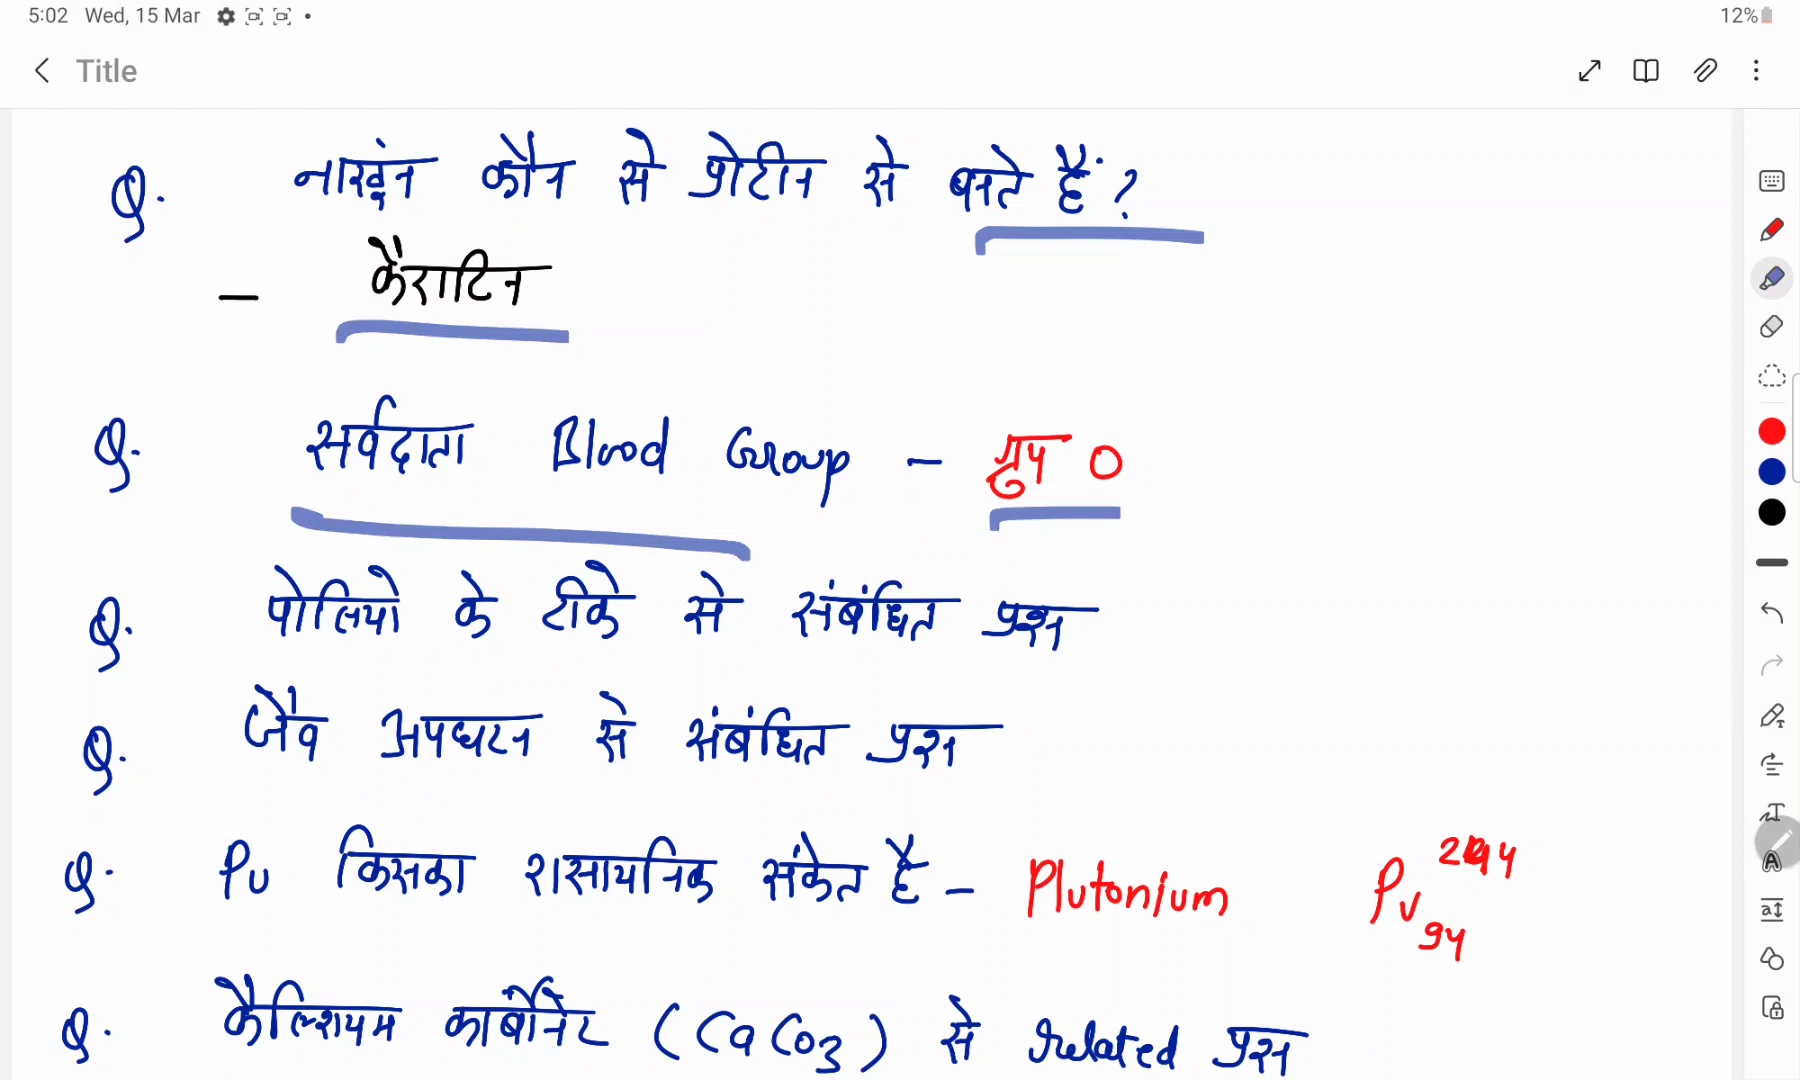 5:02 Wed, 15 Mar 12%
Title
Q. नाखून कौन से प्रोटीन से बनते हैं ?
– कैराटिन
Q. सर्वदाता Blood Group – ग्रुप O
Q. पोलियो के टीके से संबंधित प्रश्न
Q. जैव अपघटन से संबंधित प्रश्न
Q. Pu किसका रासायनिक संकेत है – Plutonium Pu 244 94
Q. कैल्शियम कार्बोनेट (CaCO3) से related प्रश्न